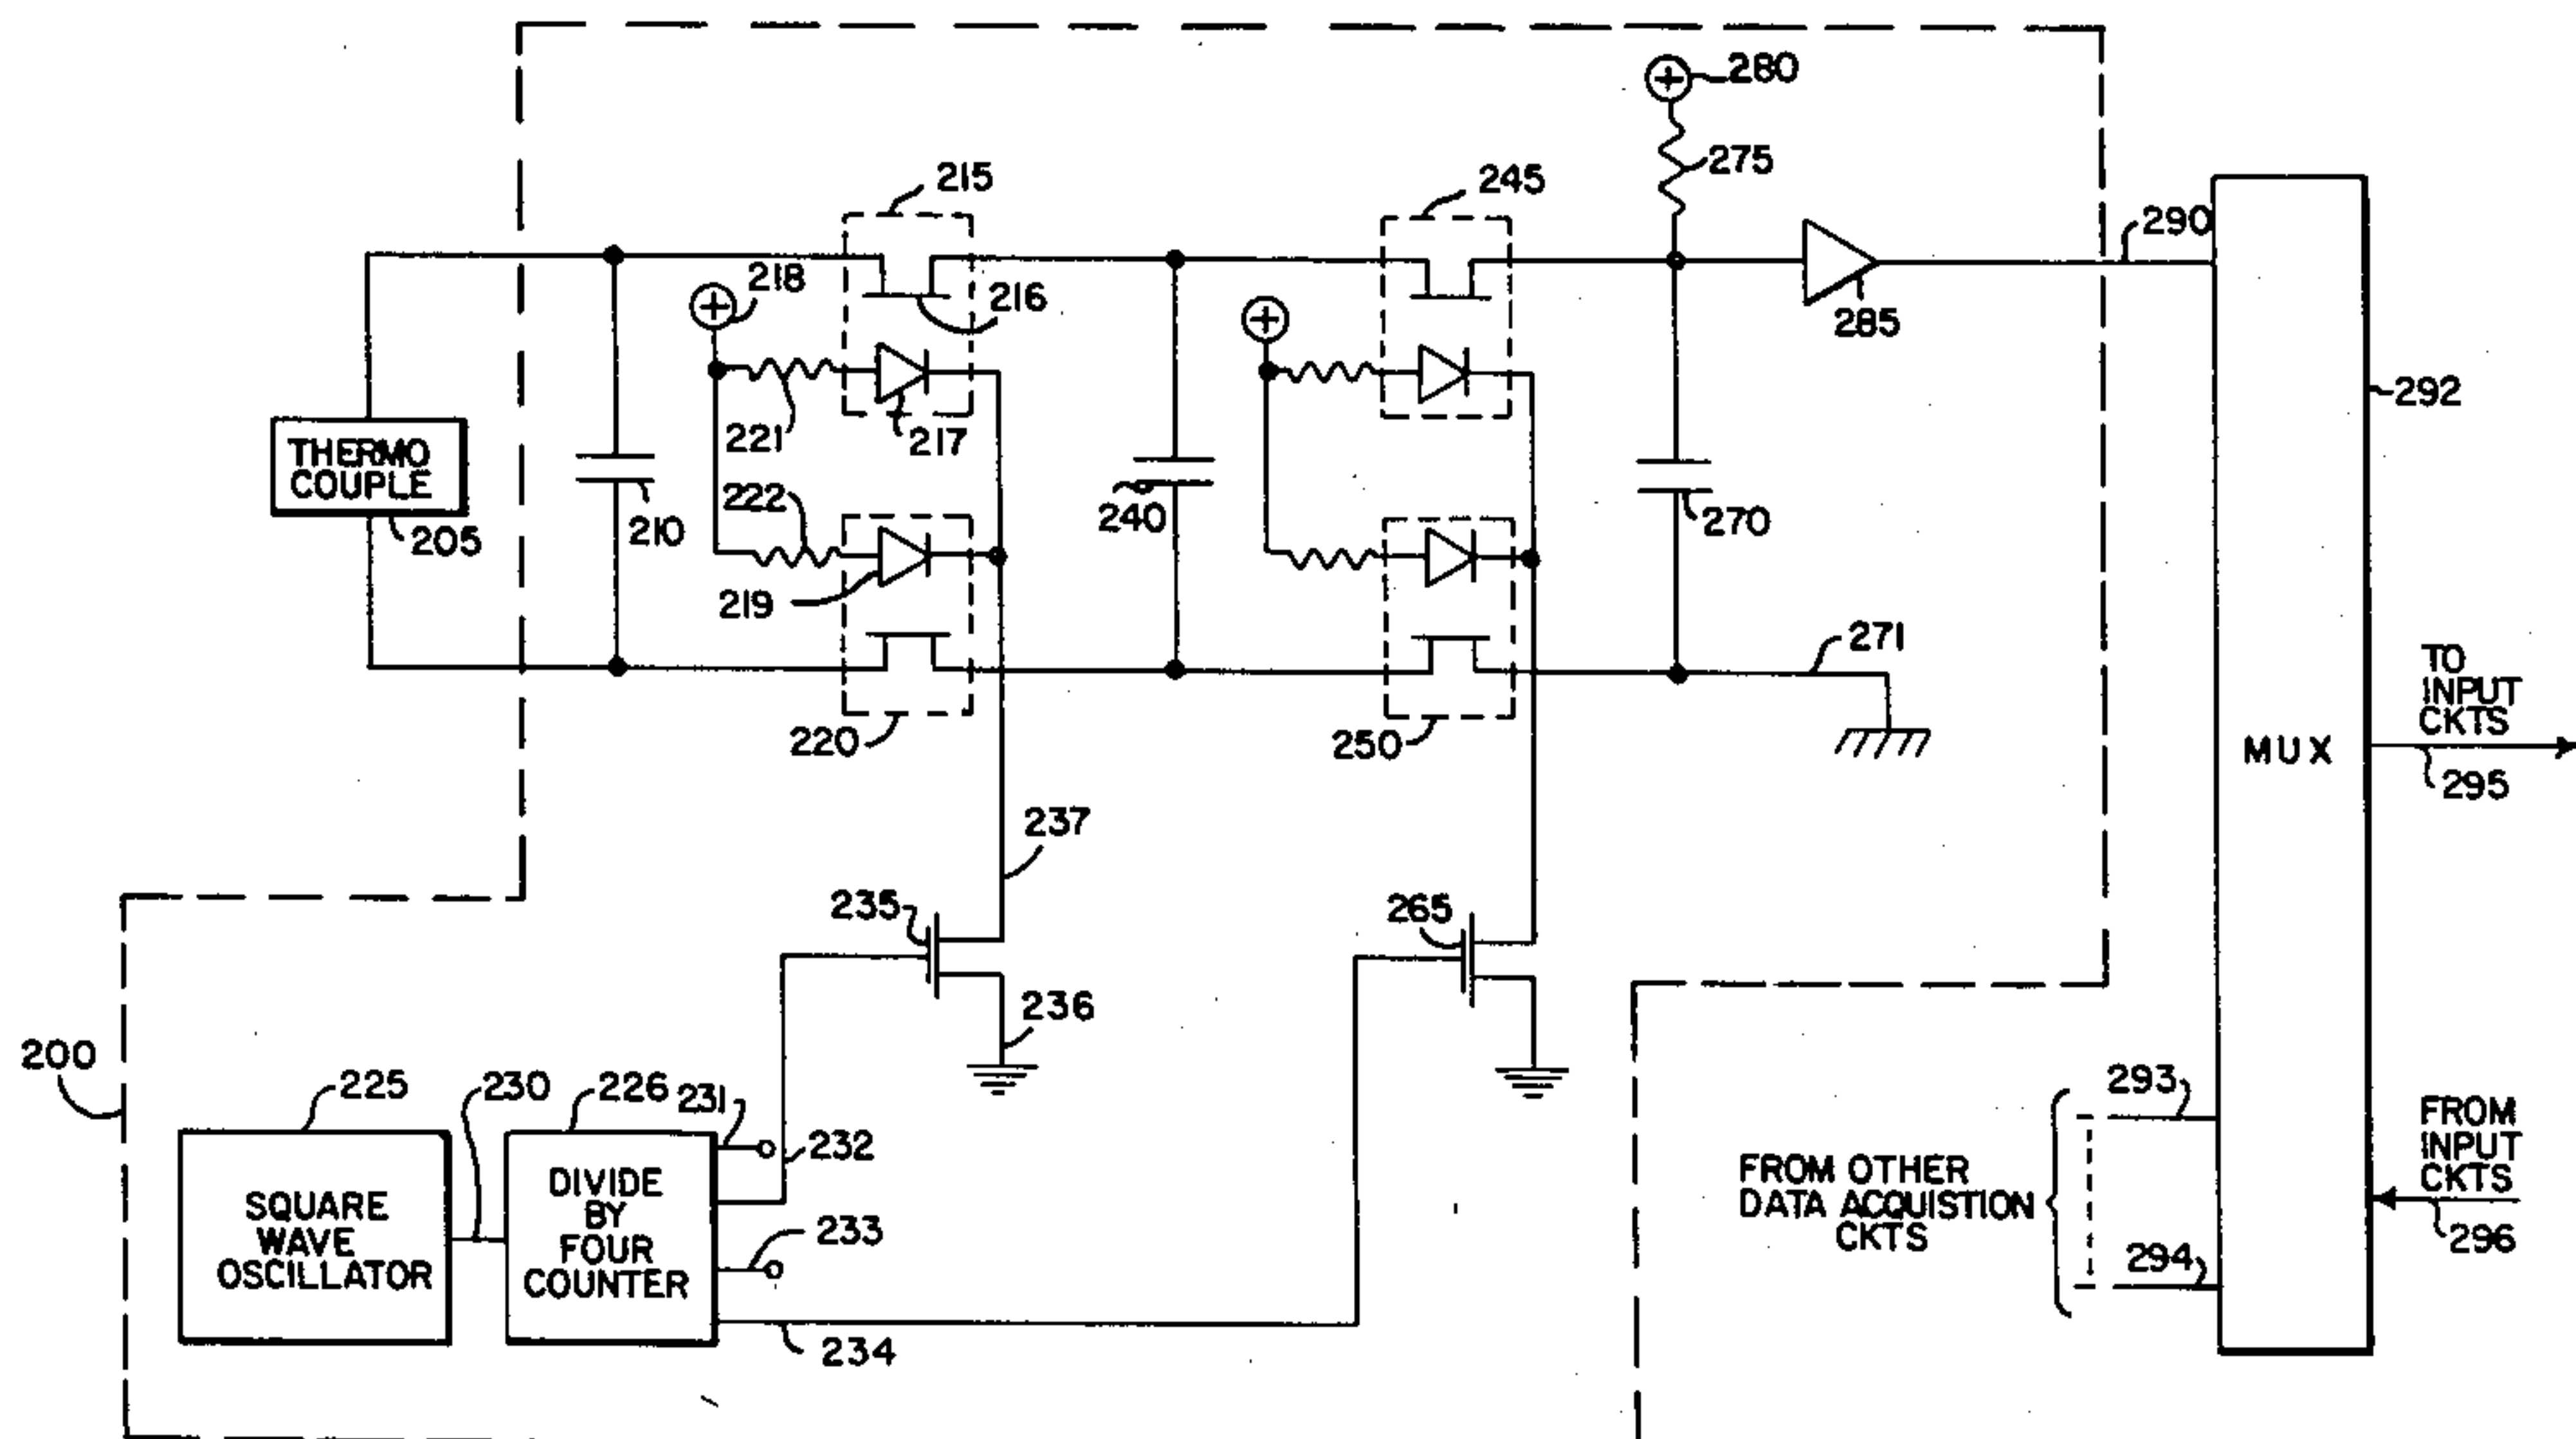 280
275
215
245
290
218
216
285
221
217
292
THERMO
COUPLE
205
222
210
240
270
219
271
220
250
TO
INPUT
CKTS
295
MUX
237
235
265
236
200
225
230
226
231
232
SQUARE
WAVE
OSCILLATOR
DIVIDE
BY
FOUR
COUNTER
233
234
293
FROM OTHER
DATA ACQUISTION
CKTS
294
FROM
INPUT
CKTS
296